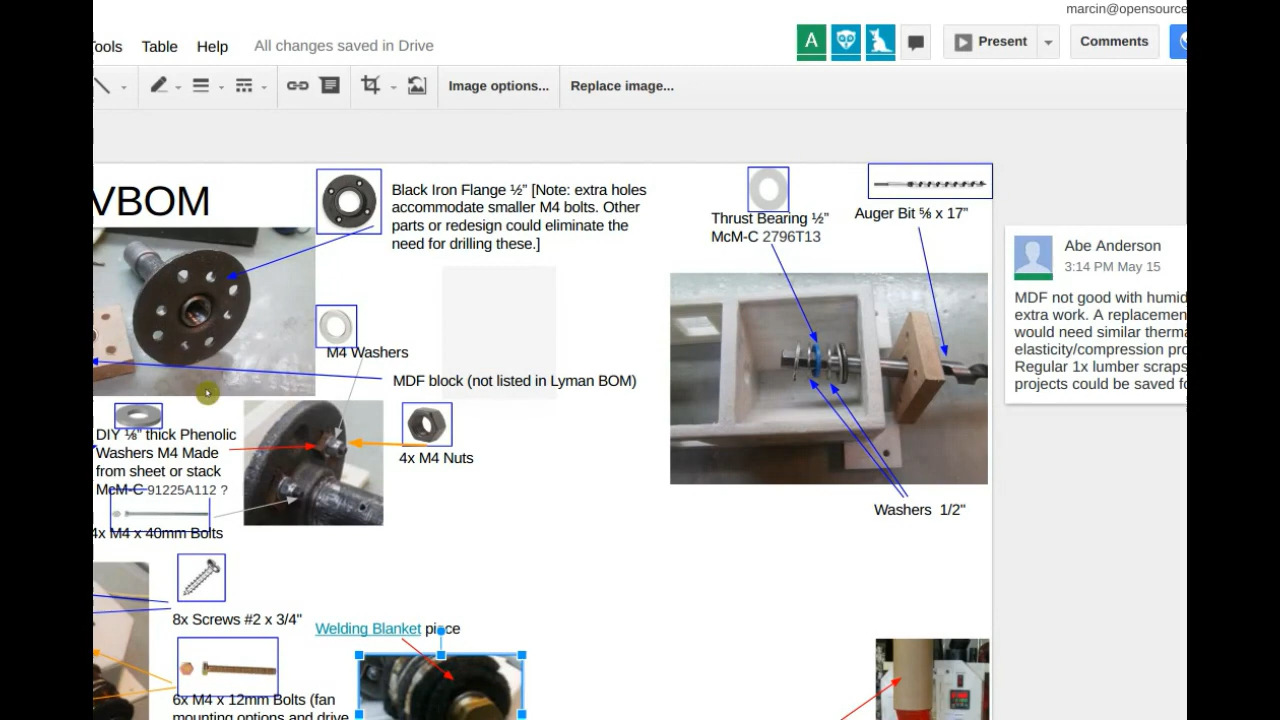 marcin@opensource
Tools Table Help All changes saved in Drive
A Present Comments
Image options... Replace image...
VBOM
Black Iron Flange ½” [Note: extra holes
accommodate smaller M4 bolts. Other
parts or redesign could eliminate the
need for drilling these.]
Thrust Bearing ½”
McM-C 2796T13
Auger Bit ⅝ x 17”
Abe Anderson
3:14 PM May 15
MDF not good with humid
extra work. A replacemen
would need similar therma
elasticity/compression pro
Regular 1x lumber scraps
projects could be saved fo
M4 Washers
MDF block (not listed in Lyman BOM)
DIY ⅛” thick Phenolic
Washers M4 Made
from sheet or stack
McM-C 91225A112 ?
4x M4 Nuts
4x M4 x 40mm Bolts
Washers 1/2"
8x Screws #2 x 3/4"
Welding Blanket piece
6x M4 x 12mm Bolts (fan
mounting options and drive